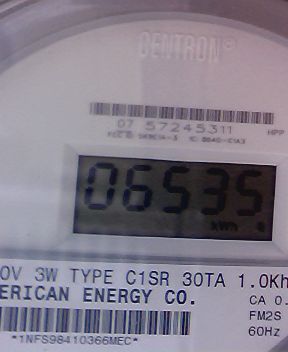 CENTRON®
07 57245311
HPP
06535
kWh
0V 3W TYPE C1SR 30TA 1.0Kh
ERICAN ENERGY CO.
CA 0.
FM2S
60Hz
*1NFS98410366MEC*